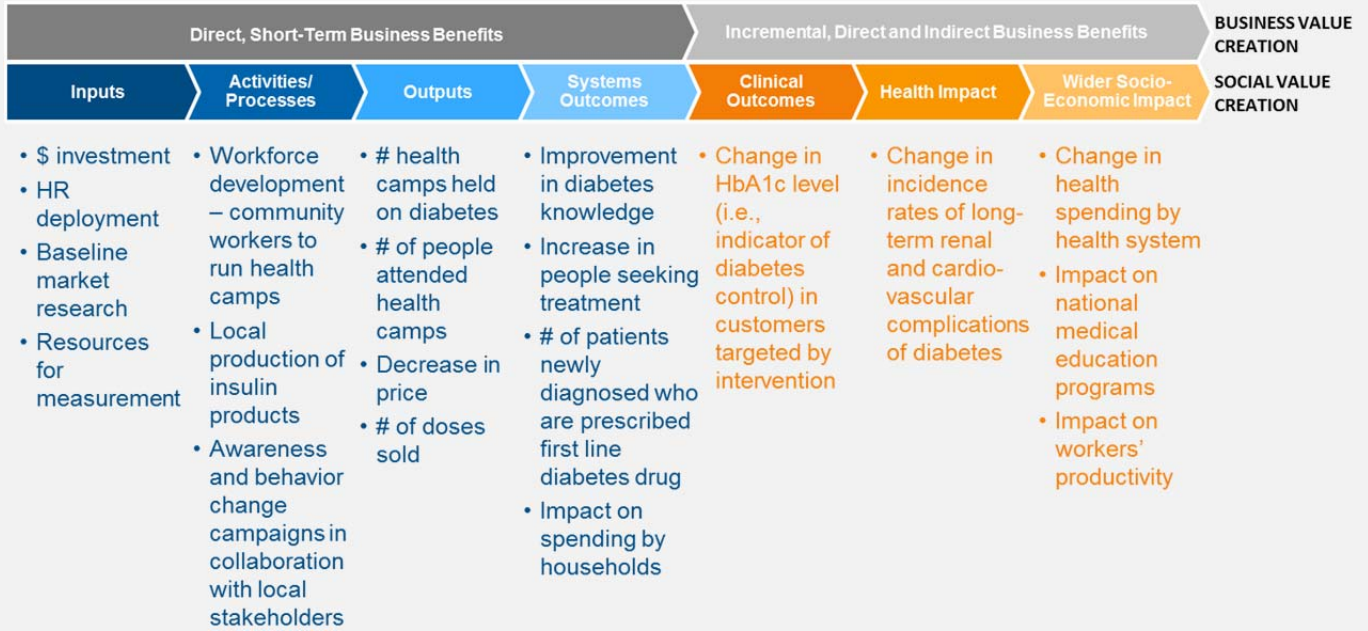 Direct, Short-Term Business Benefits
Incremental, Direct and Indirect Business Benefits
BUSINESS VALUE
CREATION
Inputs
Activities/
Processes
Outputs
Systems
Outcomes
Clinical
Outcomes
Health Impact
Wider Socio-
Economic Impact
SOCIAL VALUE
CREATION
• $ investment
• HR
deployment
• Baseline
market
research
• Resources
for
measurement
• Workforce
development
– community
workers to
run health
camps
• Local
production of
insulin
products
• Awareness
and behavior
change
campaigns in
collaboration
with local
stakeholders
• # health
camps held
on diabetes
• # of people
attended
health
camps
• Decrease in
price
• # of doses
sold
• Improvement
in diabetes
knowledge
• Increase in
people seeking
treatment
• # of patients
newly
diagnosed who
are prescribed
first line
diabetes drug
• Impact on
spending by
households
• Change in
HbA1c level
(i.e.,
indicator of
diabetes
control) in
customers
targeted by
intervention
• Change in
incidence
rates of long-
term renal
and cardio-
vascular
complications
of diabetes
• Change in
health
spending by
health system
• Impact on
national
medical
education
programs
• Impact on
workers’
productivity